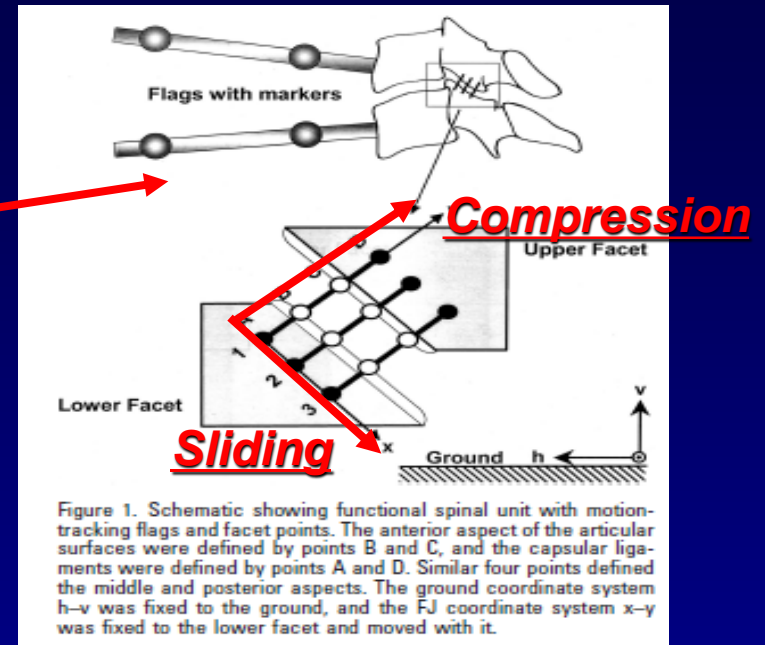 Flags with markers
Compression
Upper Facet
1
2
3
Lower Facet
Sliding
x
v
Ground h
Figure 1. Schematic showing functional spinal unit with motion-
tracking flags and facet points. The anterior aspect of the articular
surfaces were defined by points B and C, and the capsular liga-
ments were defined by points A and D. Similar four points defined
the middle and posterior aspects. The ground coordinate system
h–v was fixed to the ground, and the FJ coordinate system x–y
was fixed to the lower facet and moved with it.